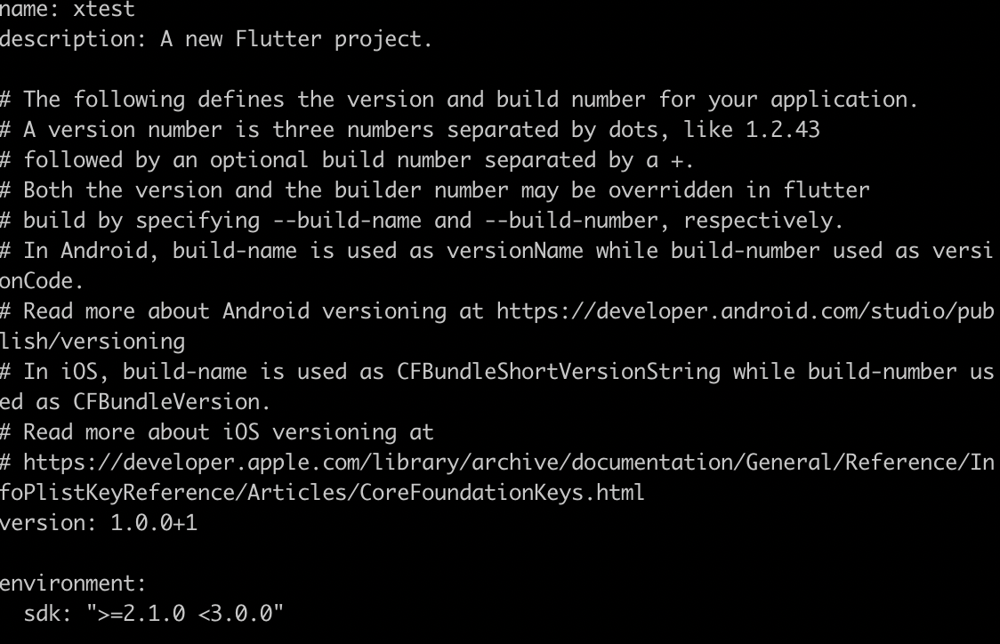 name: xtest
description: A new Flutter project.
# The following defines the version and build number for your application.
# A version number is three numbers separated by dots, like 1.2.43
# followed by an optional build number separated by a +.
# Both the version and the builder number may be overridden in flutter
# build by specifying --build-name and --build-number, respectively.
# In Android, build-name is used as versionName while build-number used as versi
onCode.
# Read more about Android versioning at https://developer.android.com/studio/pub
lish/versioning
# In iOS, build-name is used as CFBundleShortVersionString while build-number us
ed as CFBundleVersion.
# Read more about iOS versioning at
# https://developer.apple.com/library/archive/documentation/General/Reference/In
foPlistKeyReference/Articles/CoreFoundationKeys.html
version: 1.0.0+1
environment:
  sdk: ">=2.1.0 <3.0.0"